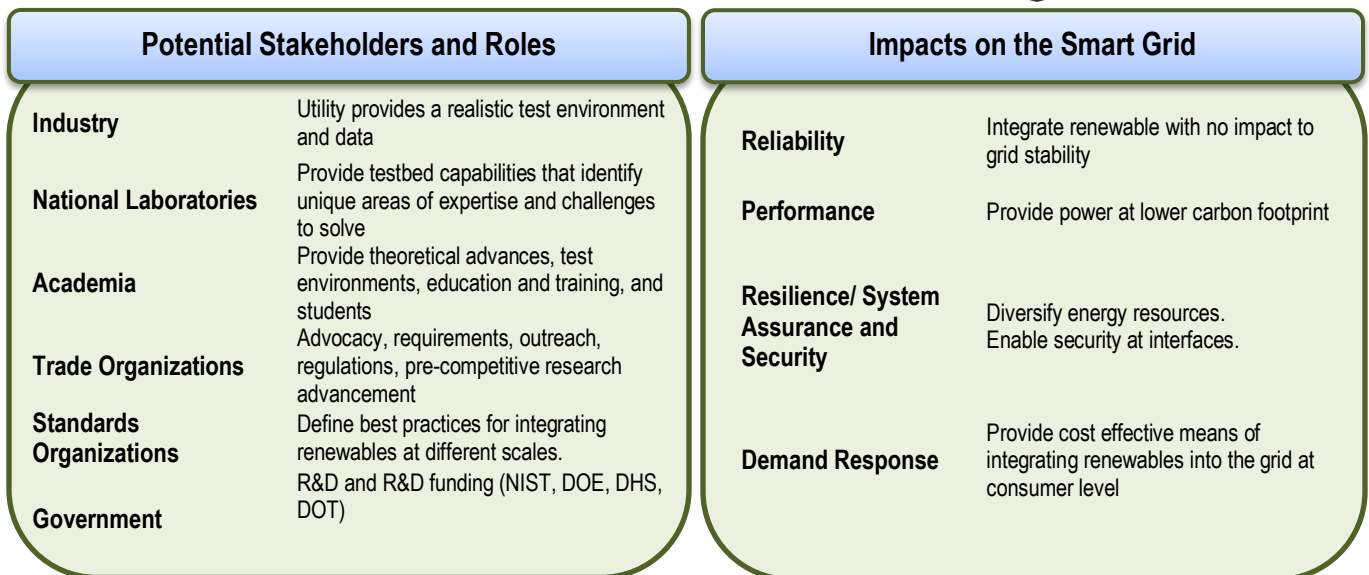 Potential Stakeholders and Roles
Industry
Utility provides a realistic test environment
and data
National Laboratories
Provide testbed capabilities that identify
unique areas of expertise and challenges
to solve
Academia
Provide theoretical advances, test
environments, education and training, and
students
Trade Organizations
Advocacy, requirements, outreach,
regulations, pre-competitive research
advancement
Standards
Organizations
Define best practices for integrating
renewables at different scales.
Government
R&D and R&D funding (NIST, DOE, DHS,
DOT)
Impacts on the Smart Grid
Reliability
Integrate renewable with no impact to
grid stability
Performance
Provide power at lower carbon footprint
Resilience/ System
Assurance and
Security
Diversify energy resources.
Enable security at interfaces.
Demand Response
Provide cost effective means of
integrating renewables into the grid at
consumer level